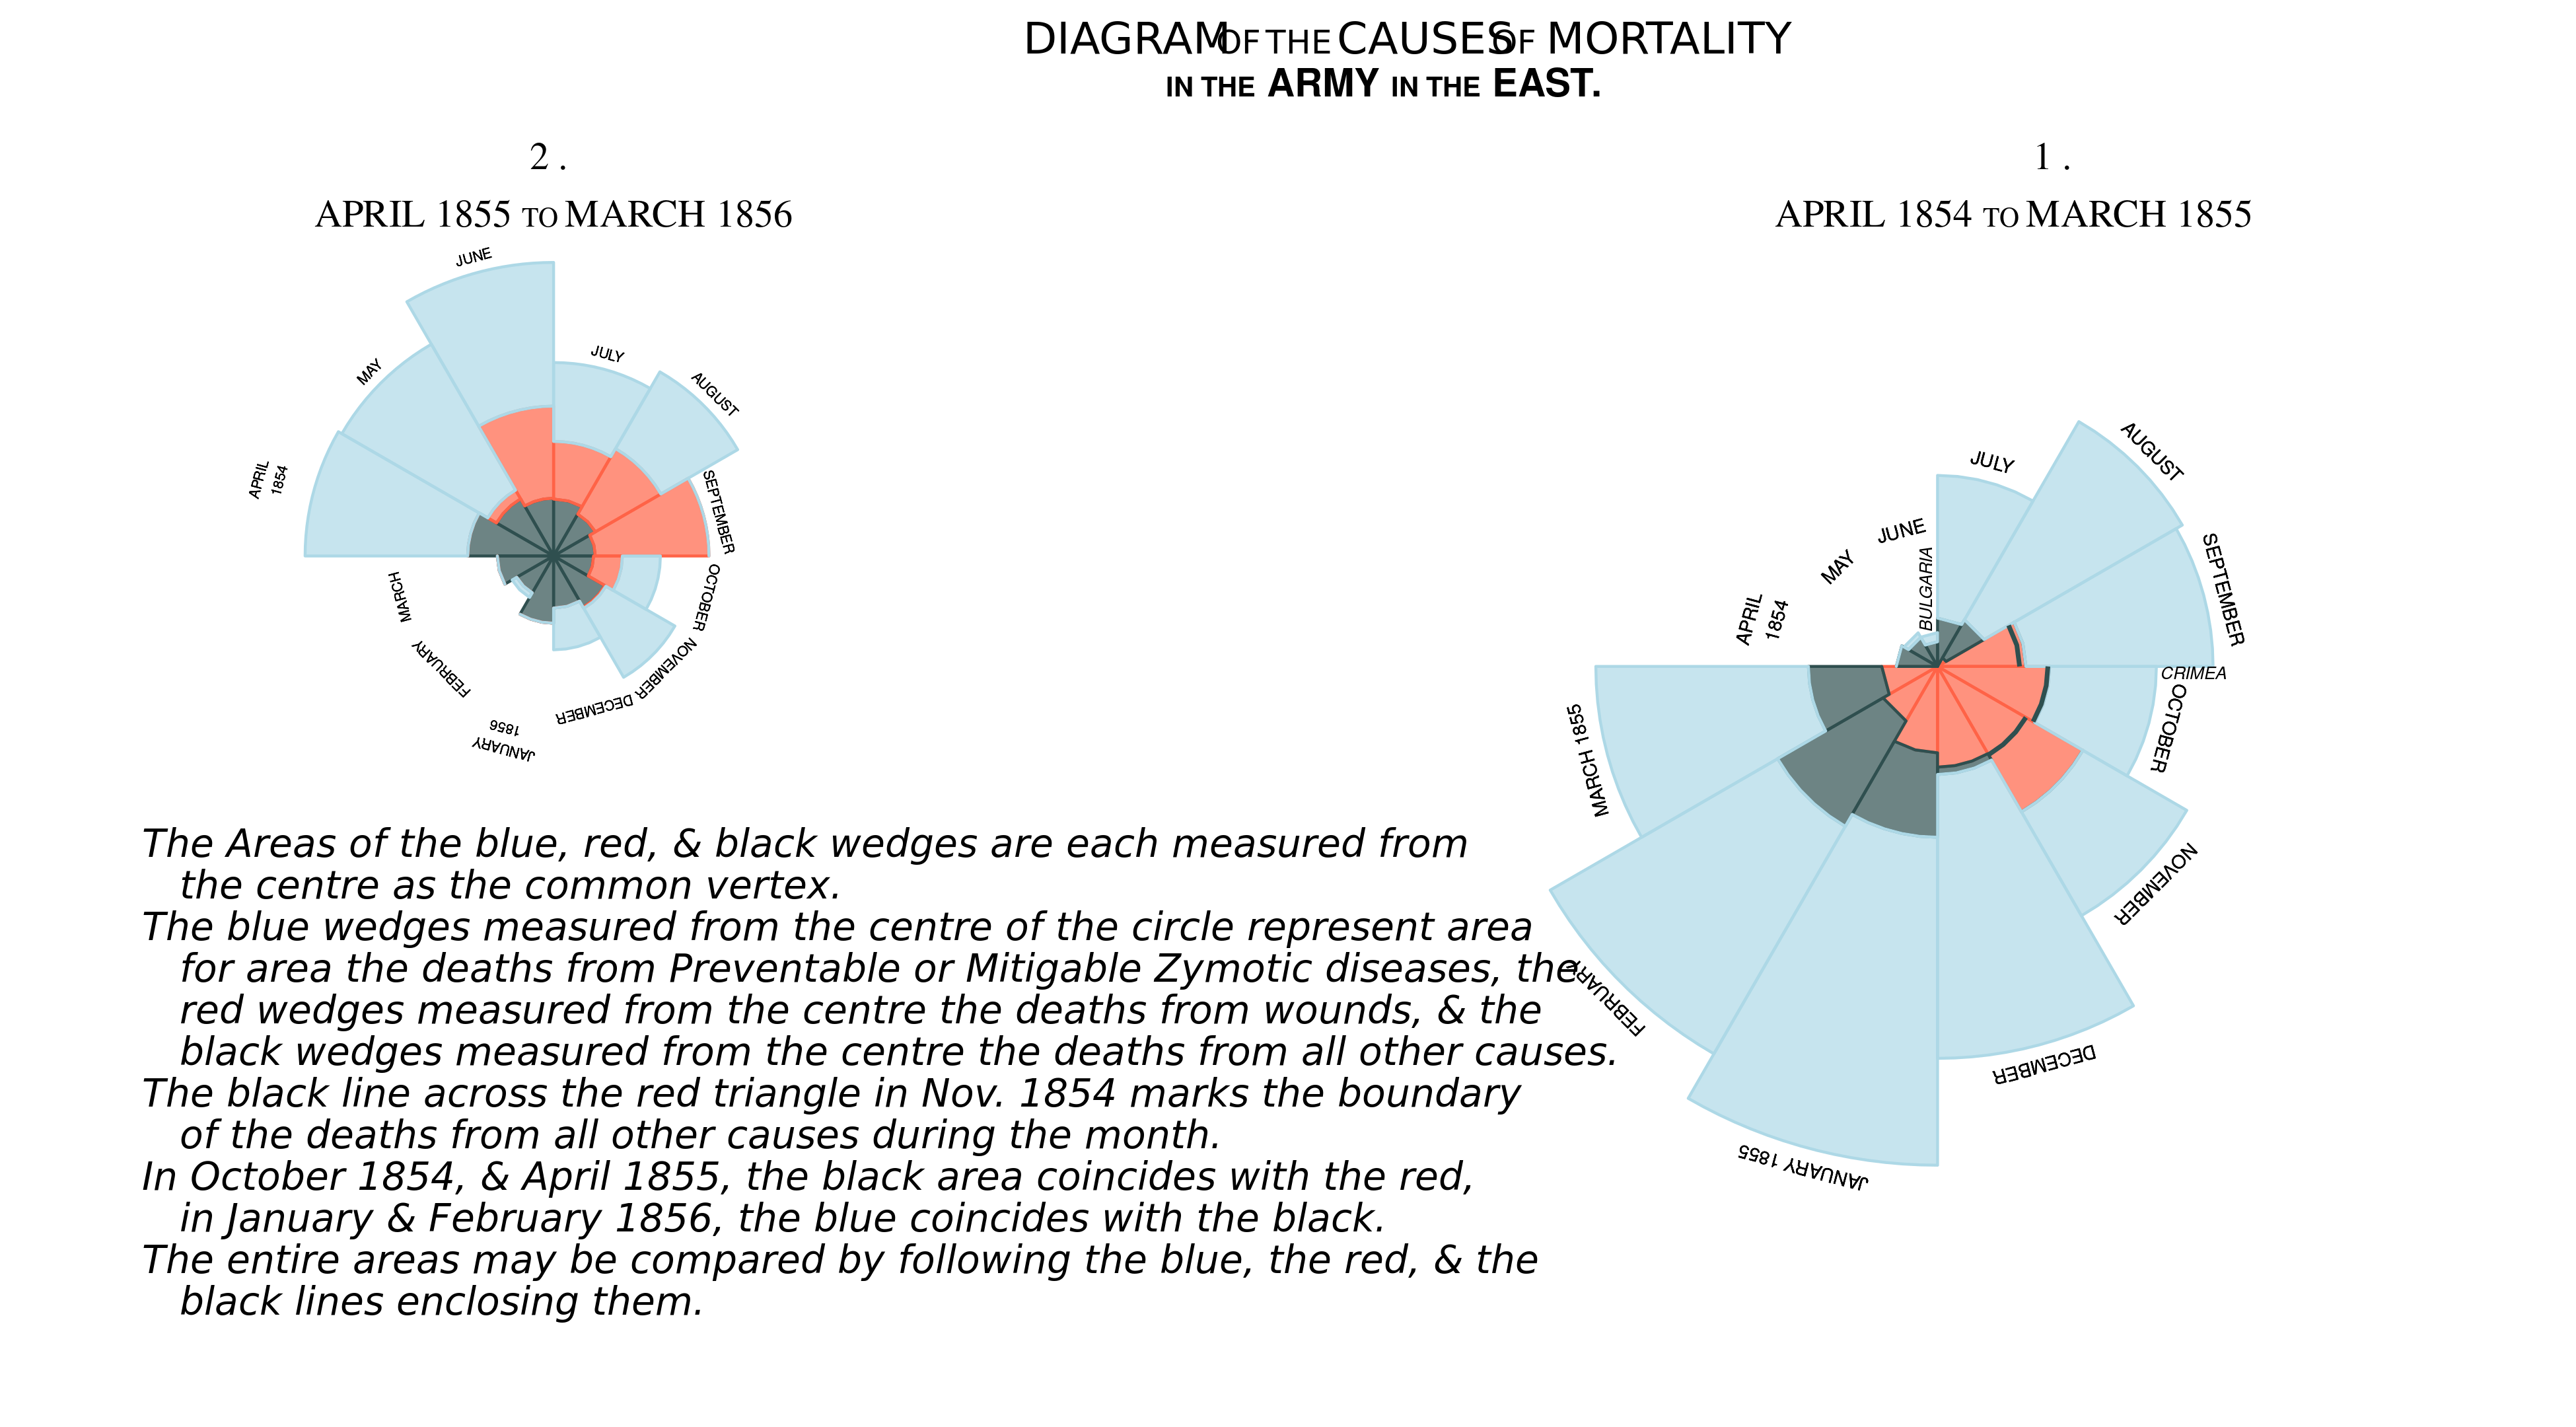 DIAGRAM OF THE CAUSES OF MORTALITY
IN THE ARMY IN THE EAST.
2 .
APRIL 1855 TO MARCH 1856
JUNE
JULY
AUGUST
MAY
SEPTEMBER
APRIL
1854
OCTOBER
MARCH
NOVEMBER
FEBRUARY
DECEMBER
1856
JANUARY
1 .
APRIL 1854 TO MARCH 1855
AUGUST
JULY
JUNE
SEPTEMBER
MAY
BULGARIA
APRIL
1854
CRIMEA
OCTOBER
MARCH 1855
NOVEMBER
FEBRUARY
DECEMBER
JANUARY 1855
The Areas of the blue, red, & black wedges are each measured from
the centre as the common vertex.
The blue wedges measured from the centre of the circle represent area
for area the deaths from Preventable or Mitigable Zymotic diseases, the
red wedges measured from the centre the deaths from wounds, & the
black wedges measured from the centre the deaths from all other causes.
The black line across the red triangle in Nov. 1854 marks the boundary
of the deaths from all other causes during the month.
In October 1854, & April 1855, the black area coincides with the red,
in January & February 1856, the blue coincides with the black.
The entire areas may be compared by following the blue, the red, & the
black lines enclosing them.